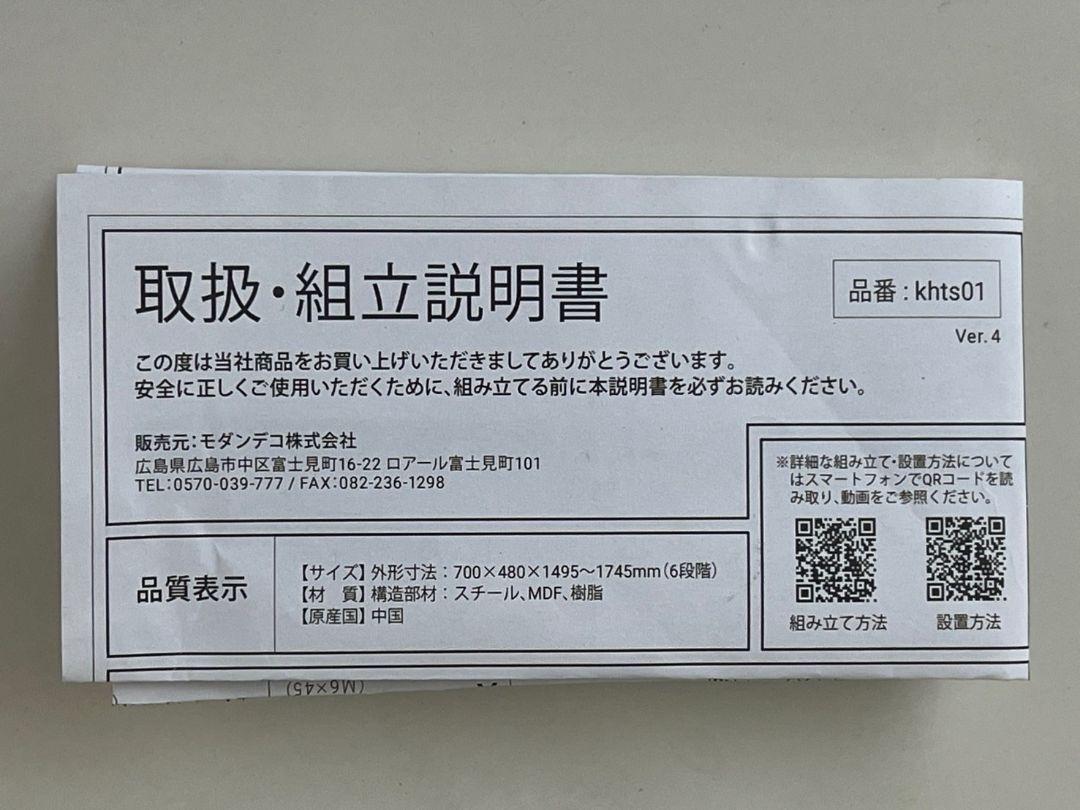 取扱・組立説明書
品番：khts01
Ver. 4
この度は当社商品をお買い上げいただきましてありがとうございます。
安全に正しくご使用いただくために、組み立てる前に本説明書を必ずお読みください。
販売元：モダンデコ株式会社
広島県広島市中区富士見町16-22 ロアール富士見町101
TEL：0570-039-777 / FAX：082-236-1298
※詳細な組み立て・設置方法について
はスマートフォンでQRコードを読
み取り、動画をご参照ください。
組み立て方法
設置方法
品質表示
【サイズ】外形寸法：700×480×1495～1745mm（6段階）
【材　質】構造部材：スチール、MDF、樹脂
【原産国】中国
(M6×45)